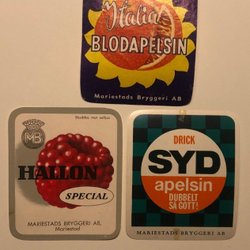 Italia
BLODAPELSIN
Mariestads Bryggeri AB
MB
HALLON
SPECIAL
MARIESTADS BRYGGERI AB,
Mariestad
DRICK
SYD
apelsin
DUBBELT
SÅ GOTT!
MARIESTADS BRYGGERI AB